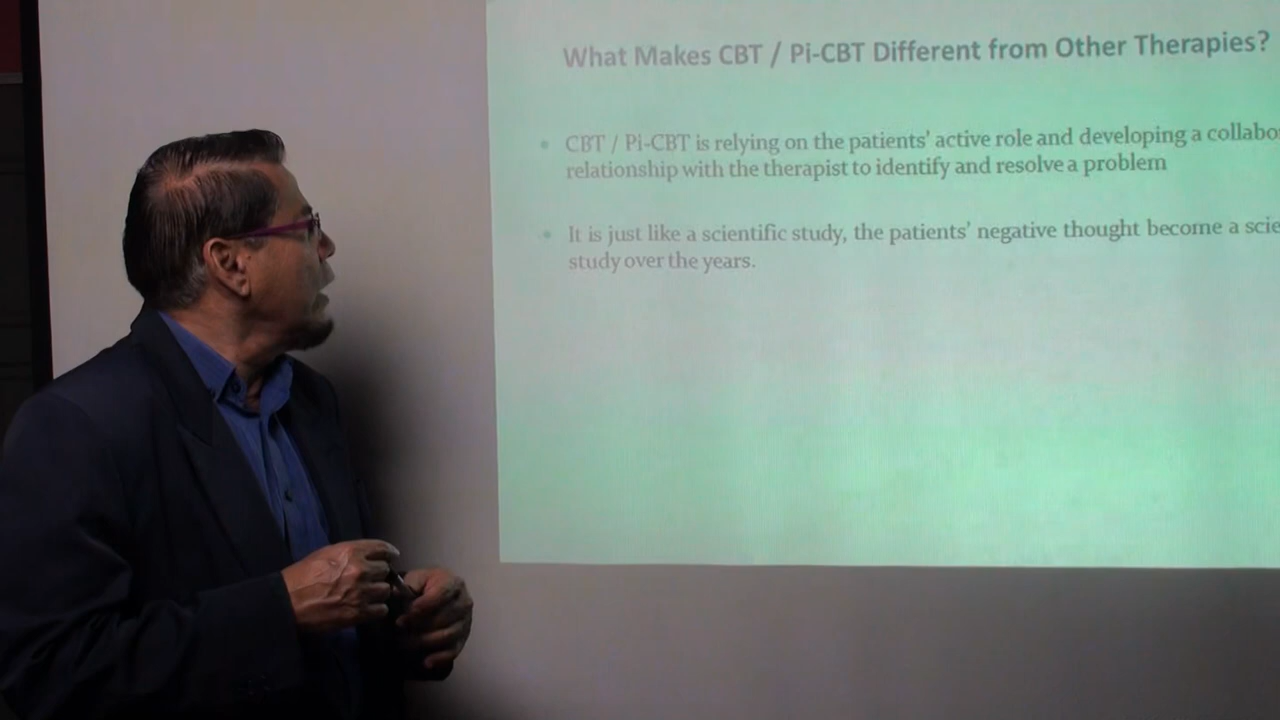 What Makes CBT / Pi-CBT Different from Other Therapies?
• CBT / Pi-CBT is relying on the patients' active role and developing a collabo
relationship with the therapist to identify and resolve a problem
• It is just like a scientific study, the patients' negative thought become a scie
study over the years.